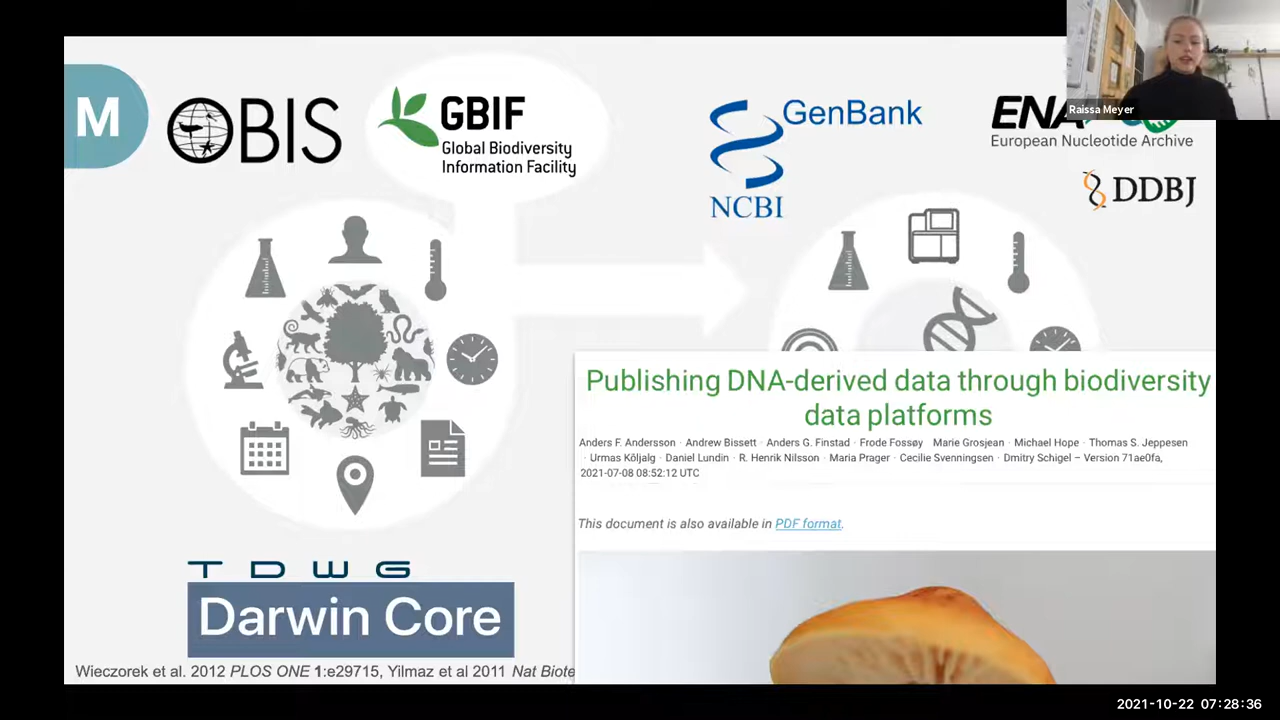 M
OBIS
GBIF
Global Biodiversity
Information Facility
GenBank
NCBI
ENA
European Nucleotide Archive
DDBJ
Raissa Meyer
Publishing DNA-derived data through biodiversity
data platforms
Anders F. Andersson · Andrew Bissett · Anders G. Finstad · Frode Fossøy Marie Grosjean · Michael Hope · Thomas S. Jeppesen
· Urmas Kõljalg · Daniel Lundin · R. Henrik Nilsson · Maria Prager · Cecilie Svenningsen · Dmitry Schigel – Version 71ae0fa,
2021-07-08 08:52:12 UTC
This document is also available in PDF format.
T D W G
Darwin Core
Wieczorek et al. 2012 PLOS ONE 1:e29715, Yilmaz et al 2011 Nat Biote
2021-10-22 07:28:36